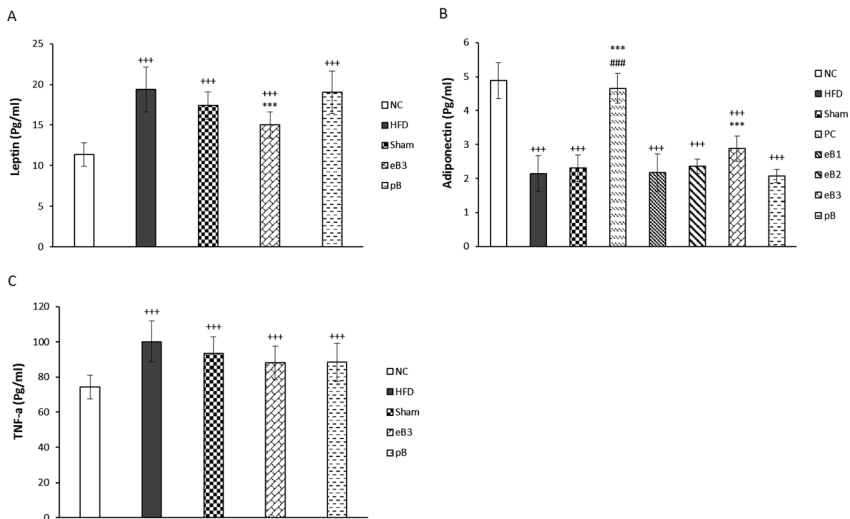 A
Leptin (Pg/ml)
25
20
15
10
5
0
+++
+++
+++
***
+++
NC
HFD
Sham
eB3
pB
B
Adiponectin (Pg/ml)
6
5
4
3
2
1
0
+++
+++
***
###
+++
+++
+++
***
+++
NC
HFD
Sham
PC
eB1
eB2
eB3
pB
C
TNF-a (Pg/ml)
120
100
80
60
40
20
0
+++
+++
+++
+++
NC
HFD
Sham
eB3
pB